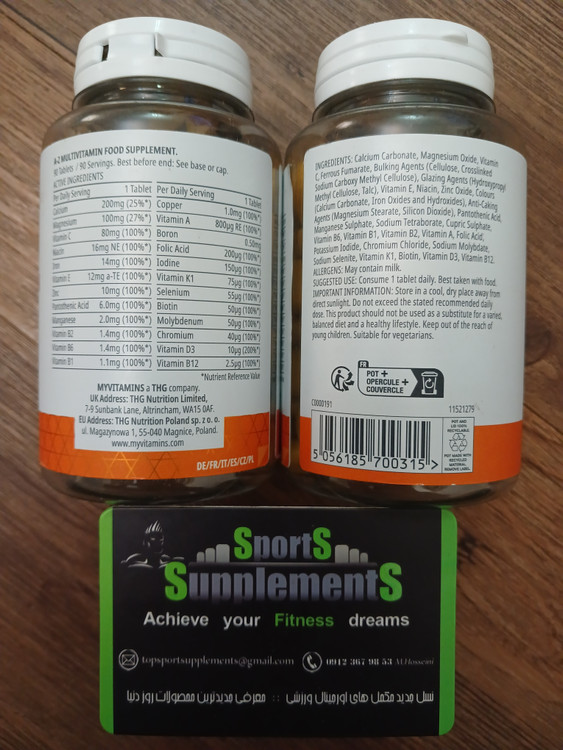 A-Z MULTIVITAMIN FOOD SUPPLEMENT.
90 Tablets / 90 Servings. Best before end: See base or cap.
ACTIVE INGREDIENTS
Per Daily Serving 1 Tablet
Calcium 200mg (25%*)
Magnesium 100mg (27%*)
Vitamin C 80mg (100%*)
Niacin 16mg NE (100%*)
Iron 14mg (100%*)
Vitamin E 12mg a-TE (100%*)
Zinc 10mg (100%*)
Pantothenic Acid 6.0mg (100%*)
Manganese 2.0mg (100%*)
Vitamin B2 1.4mg (100%*)
Vitamin B6 1.4mg (100%*)
Vitamin B1 1.1mg (100%*)
Per Daily Serving 1 Tablet
Copper 1.0mg (100%*)
Vitamin A 800µg RE (100%*)
Boron 0.50mg
Folic Acid 200µg (100%*)
Iodine 150µg (100%*)
Vitamin K1 75µg (100%*)
Selenium 55µg (100%*)
Biotin 50µg (100%*)
Molybdenum 50µg (100%*)
Chromium 40µg (100%*)
Vitamin D3 10µg (200%*)
Vitamin B12 2.5µg (100%*)
*Nutrient Reference Value
MYVITAMINS a THG company.
UK Address: THG Nutrition Limited,
7-9 Sunbank Lane, Altrincham, WA15 0AF.
EU Address: THG Nutrition Poland sp. z o. o.
ul. Magazynowa 1, 55-040 Magnice, Poland.
www.myvitamins.com
DE/FR/IT/ES/CZ/PL
INGREDIENTS: Calcium Carbonate, Magnesium Oxide, Vitamin
C, Ferrous Fumarate, Bulking Agents (Cellulose, Crosslinked
Sodium Carboxy Methyl Cellulose), Glazing Agents (Hydroxypropyl
Methyl Cellulose, Talc), Vitamin E, Niacin, Zinc Oxide, Colours
(Calcium Carbonate, Iron Oxides and Hydroxides), Anti-Caking
Agents (Magnesium Stearate, Silicon Dioxide), Pantothenic Acid,
Manganese Sulphate, Sodium Tetraborate, Cupric Sulphate,
Vitamin B6, Vitamin B1, Vitamin B2, Vitamin A, Folic Acid,
Potassium Iodide, Chromium Chloride, Sodium Molybdate,
Sodium Selenite, Vitamin K1, Biotin, Vitamin D3, Vitamin B12.
ALLERGENS: May contain milk.
SUGGESTED USE: Consume 1 tablet daily. Best taken with food.
IMPORTANT INFORMATION: Store in a cool, dry place away from
direct sunlight. Do not exceed the stated recommended daily
dose. This product should not be used as a substitute for a varied,
balanced diet and a healthy lifestyle. Keep out of the reach of
young children. Suitable for vegetarians.
FR
POT +
OPERCULE +
COUVERCLE
C0000191
11521279
5 056185 700315 >
POT AND
LID 100%
RECYCLABLE.
POT MADE WITH
RECYCLED
MATERIAL.
REMOVE LABEL.
SportS
SupplementS
Achieve your Fitness dreams
topsportsupplements@gmail.com 0912 367 98 53 M.Hosseini
نسل جدید مکمل های اورجینال ورزشی :: معرفی جدیدترین محصولات روز دنیا